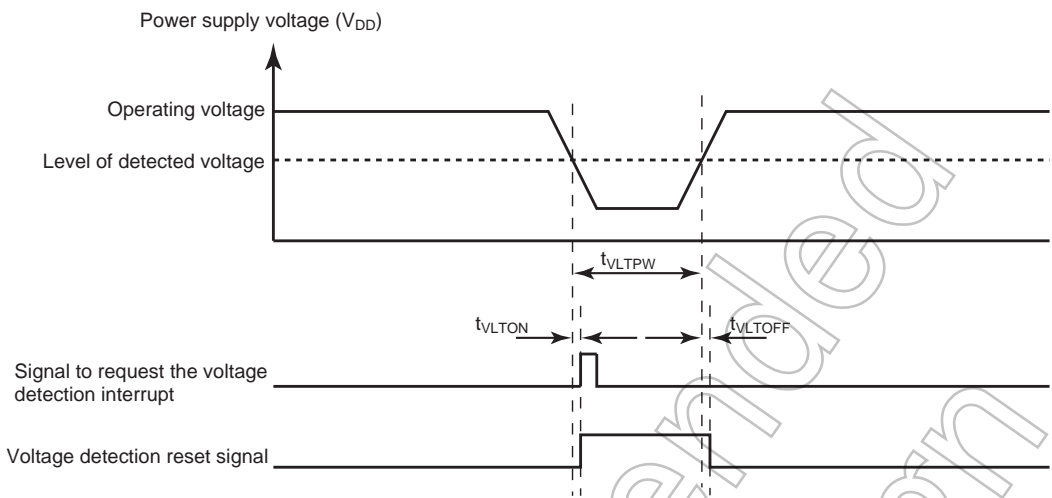 Power supply voltage (VDD)
Operating voltage
Level of detected voltage
tVLTPW
tVLTON
tVLTOFF
Signal to request the voltage
detection interrupt
Voltage detection reset signal